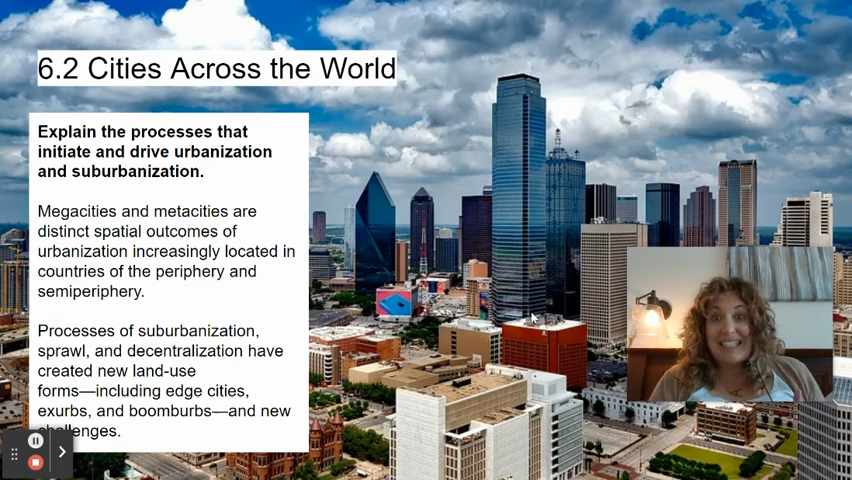 6.2 Cities Across the World
Explain the processes that
initiate and drive urbanization
and suburbanization.
Megacities and metacities are
distinct spatial outcomes of
urbanization increasingly located in
countries of the periphery and
semiperiphery.
Processes of suburbanization,
sprawl, and decentralization have
created new land-use
forms—including edge cities,
exurbs, and boomburbs—and new
challenges.